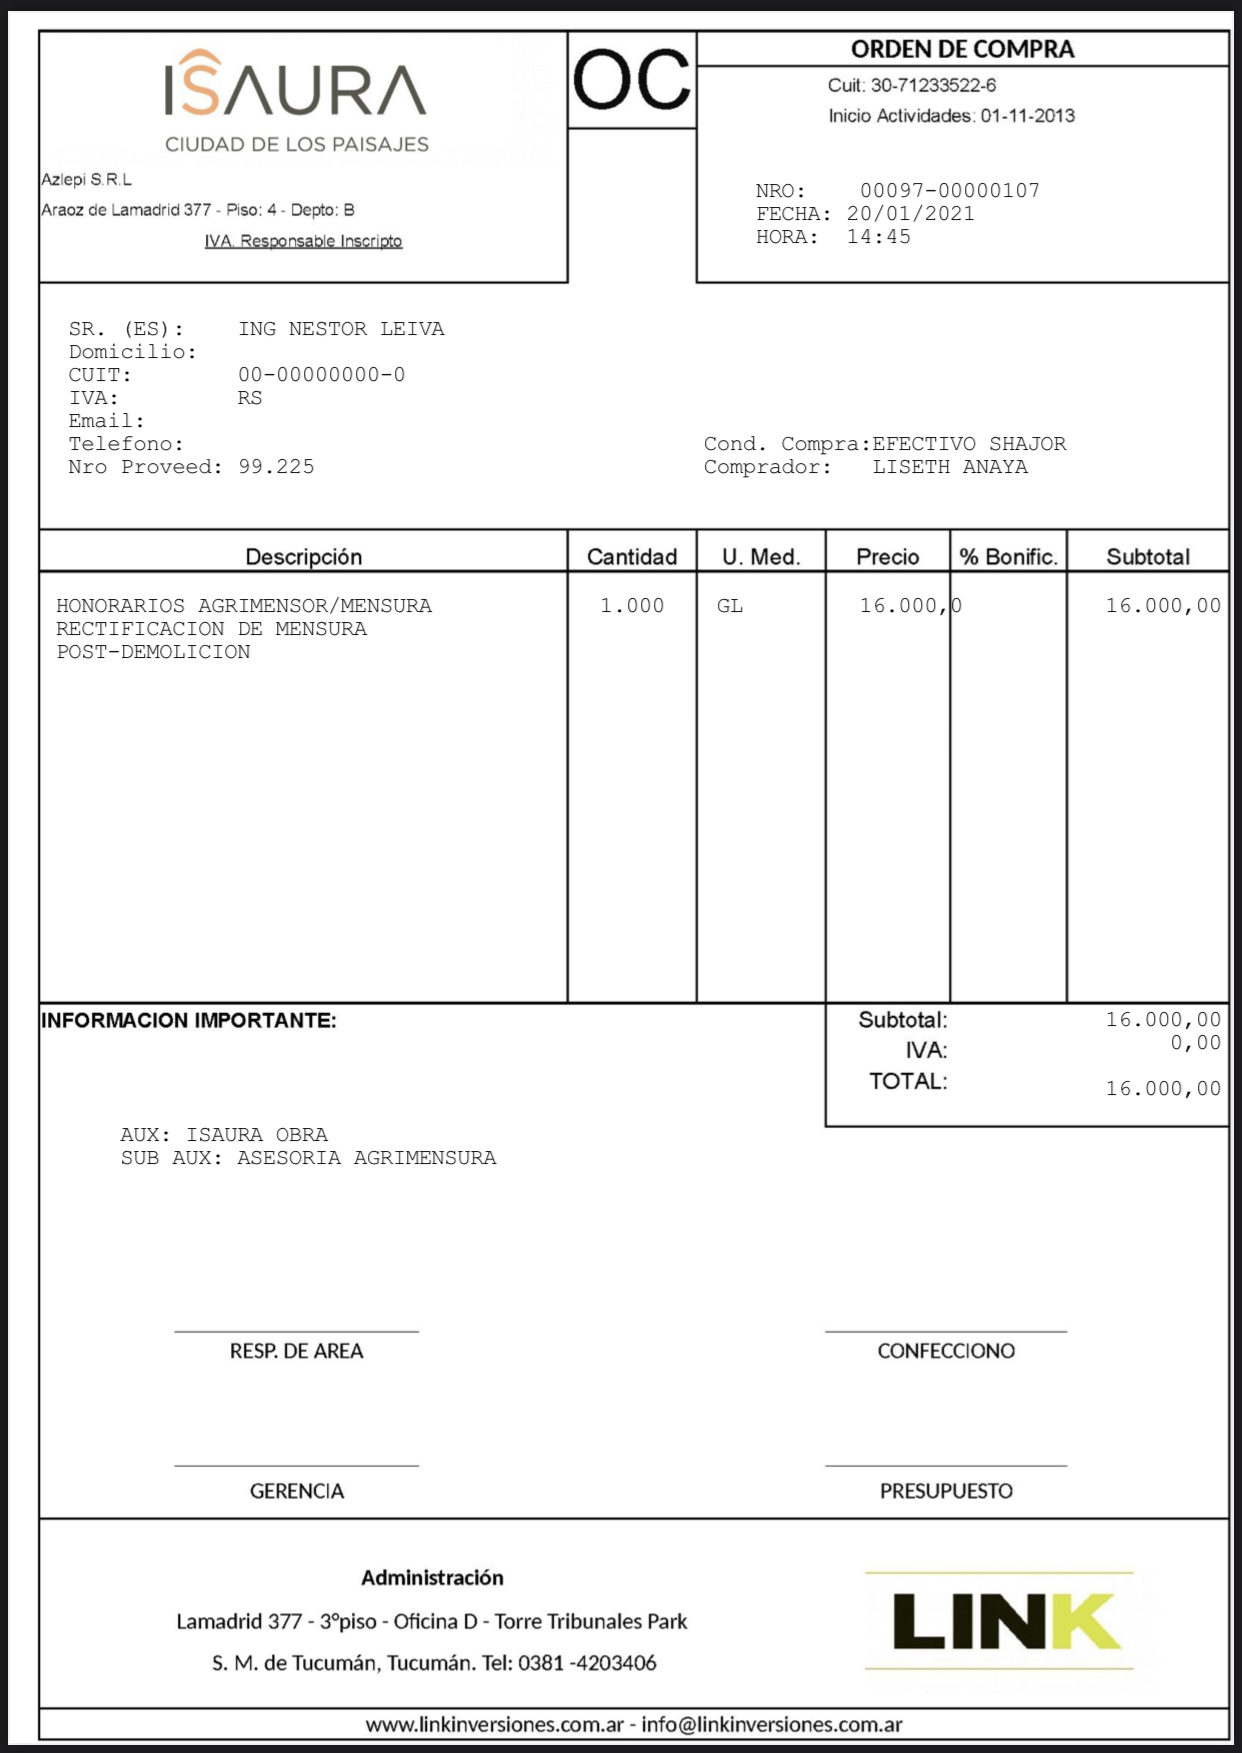 ISAURA
CIUDAD DE LOS PAISAJES
Azlepi S.R.L
Araoz de Lamadrid 377 - Piso: 4 - Depto: B
IVA. Responsable Inscripto
OC
ORDEN DE COMPRA
Cuit: 30-71233522-6
Inicio Actividades: 01-11-2013
NRO: 00097-00000107
FECHA: 20/01/2021
HORA: 14:45
SR. (ES): ING NESTOR LEIVA
Domicilio:
CUIT: 00-00000000-0
IVA: RS
Email:
Telefono:
Nro Proveed: 99.225
Cond. Compra:EFECTIVO SHAJOR
Comprador: LISETH ANAYA
Descripción Cantidad U. Med. Precio % Bonific. Subtotal
HONORARIOS AGRIMENSOR/MENSURA 1.000 GL 16.000,0 16.000,00
RECTIFICACION DE MENSURA
POST-DEMOLICION
INFORMACION IMPORTANTE:
Subtotal: 16.000,00
IVA: 0,00
TOTAL: 16.000,00
AUX: ISAURA OBRA
SUB AUX: ASESORIA AGRIMENSURA
RESP. DE AREA CONFECCIONO
GERENCIA PRESUPUESTO
Administración
Lamadrid 377 - 3ºpiso - Oficina D - Torre Tribunales Park
S. M. de Tucumán, Tucumán. Tel: 0381 -4203406
LINK
www.linkinversiones.com.ar - info@linkinversiones.com.ar